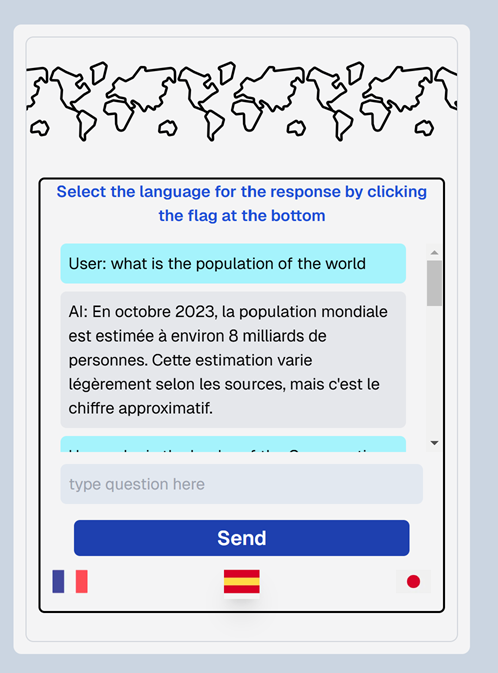 Select the language for the response by clicking
the flag at the bottom
User: what is the population of the world
AI: En octobre 2023, la population mondiale
est estimée à environ 8 milliards de
personnes. Cette estimation varie
légèrement selon les sources, mais c'est le
chiffre approximatif.
type question here
Send